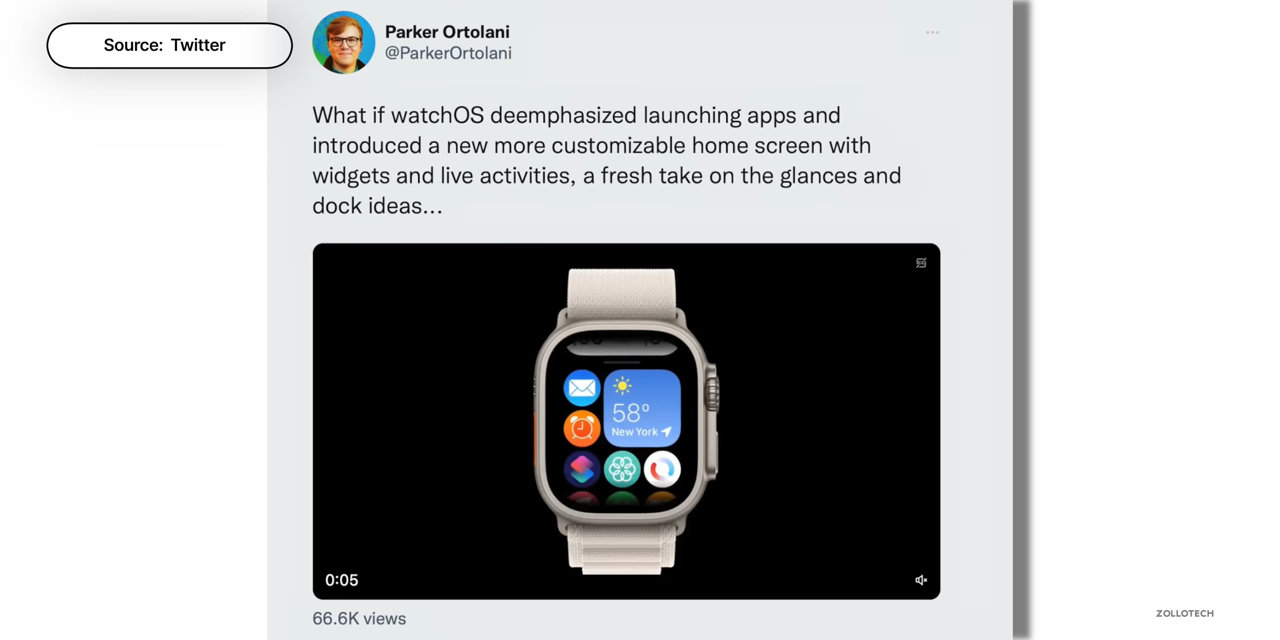 Source: Twitter
Parker Ortolani
@ParkerOrtolani
What if watchOS deemphasized launching apps and
introduced a new more customizable home screen with
widgets and live activities, a fresh take on the glances and
dock ideas...
58°
New York
0:05
66.6K views
ZOLLOTECH